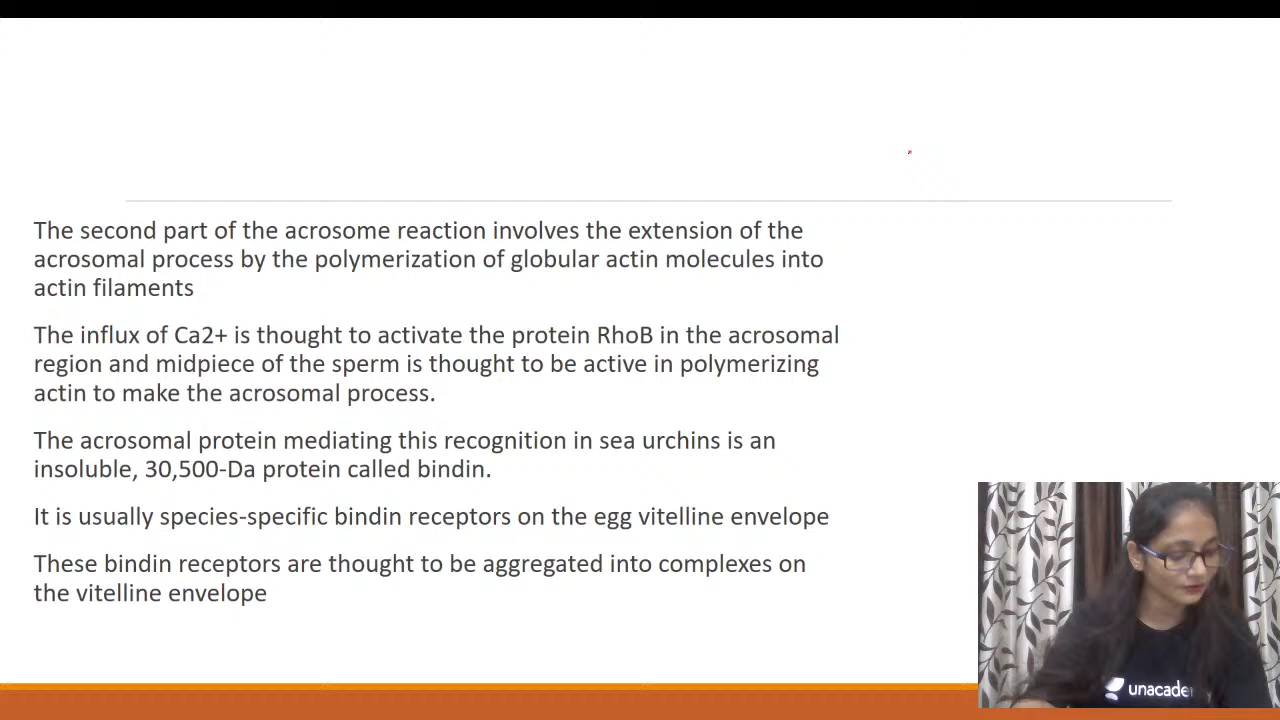 The second part of the acrosome reaction involves the extension of the
acrosomal process by the polymerization of globular actin molecules into
actin filaments
The influx of Ca2+ is thought to activate the protein RhoB in the acrosomal
region and midpiece of the sperm is thought to be active in polymerizing
actin to make the acrosomal process.
The acrosomal protein mediating this recognition in sea urchins is an
insoluble, 30,500-Da protein called bindin.
It is usually species-specific bindin receptors on the egg vitelline envelope
These bindin receptors are thought to be aggregated into complexes on
the vitelline envelope
unacade